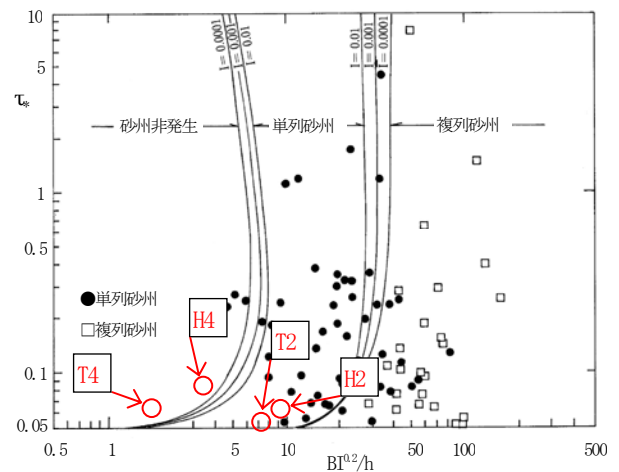 10
I = 0.0001
I = 0.001
I = 0.01
I = 0.01
I = 0.001
I = 0.0001
5
τ*
砂州非発生
単列砂州
複列砂州
1
0.5
●単列砂州
□複列砂州
H4
T2
T4
H2
0.1
0.05
0.5
1
5
10
50
100
500
BI^0.2/h